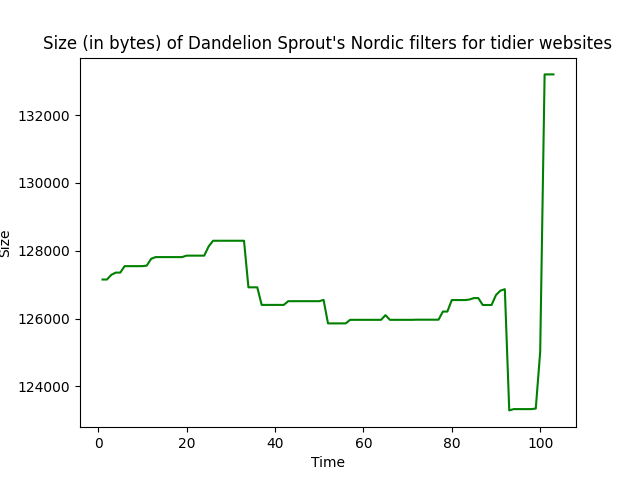 Size (in bytes) of Dandelion Sprout's Nordic filters for tidier websites
132000
130000
128000
126000
124000
Size
0 20 40 60 80 100
Time